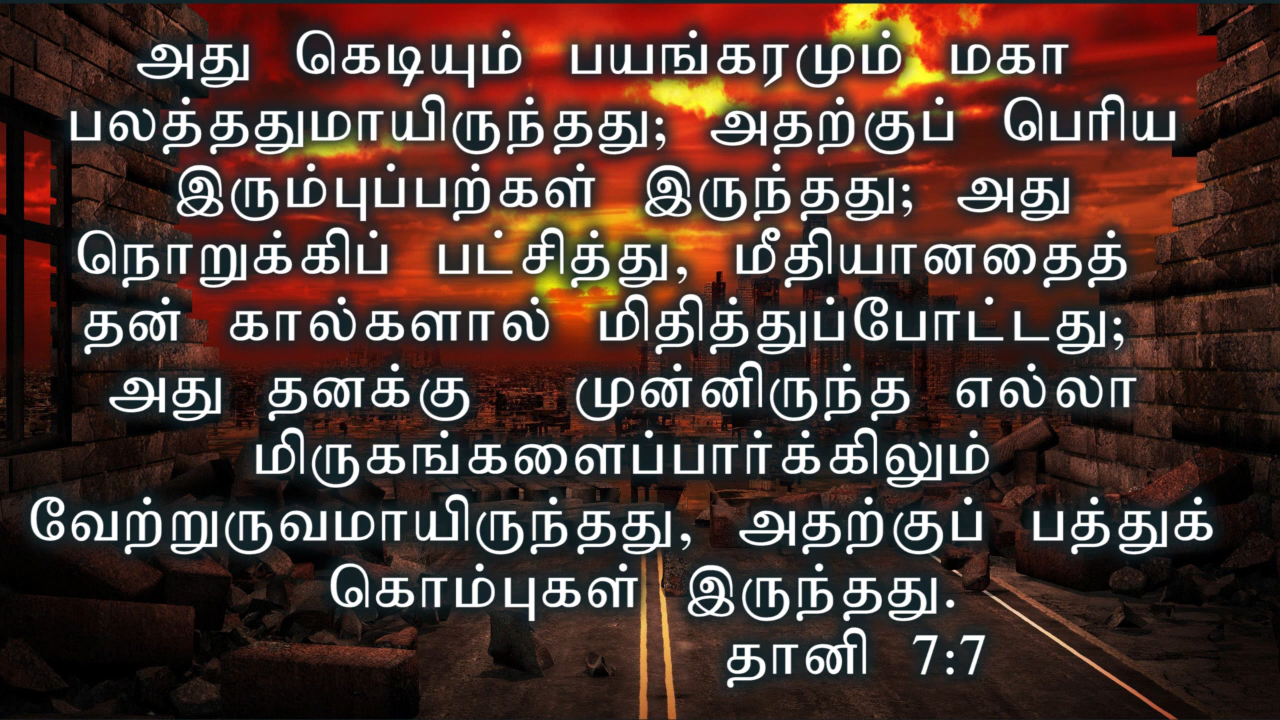 அது கெடியும் பயங்கரமும் மகா
பலத்ததுமாயிருந்தது; அதற்குப் பெரிய
இரும்புப்பற்கள் இருந்தது; அது
நொறுக்கிப் பட்சித்து, மீதியானதைத்
தன் கால்களால் மிதித்துப்போட்டது;
அது தனக்கு முன்னிருந்த எல்லா
மிருகங்களைப்பார்க்கிலும்
வேற்றுருவமாயிருந்தது, அதற்குப் பத்துக்
கொம்புகள் இருந்தது.
தானி 7:7